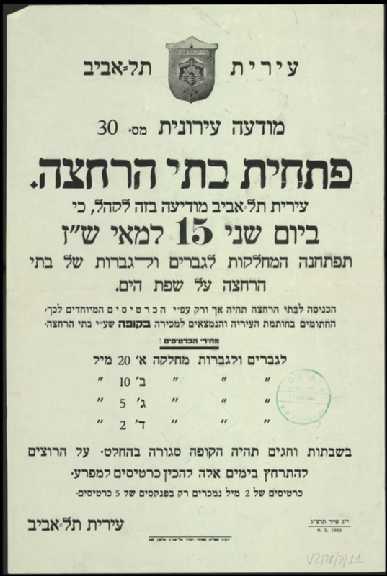 עירית תל־אביב
מודעה עירונית מס׳ 30
פתחית בתי הרחצה.
עירית תל־אביב מודיעה בזה לקהל, כי
ביום שני 15 למאי ש״ז
תפתחנה המחלקות לגברים ול־גברות של בתי
הרחצה על שפת הים.
הכניסה לבתי הרחצה תהיה אך ורק עפ״י הכרטיסים המיוחדים לכך,
החתומים בחותמת העיריה והנמצאים למכירה בקופה שע״י בתי הרחצה.
מחירי הכרטיסים:
לגברים ולגברות מחלקה א׳ 20 מיל
״ ״ ״ ב׳ 10 ״
״ ״ ״ ג׳ 5 ״
״ ״ ״ ד׳ 2 ״
בשבתות וחגים תהיה הקופה סגורה בהחלט. על הרוצים
להתרחץ בימים אלה להכין כרטיסים למפרע.
כרטיסים של 2 מיל נמכרים רק בפנקסים של 5 כרטיסים.
עירית תל־אביב